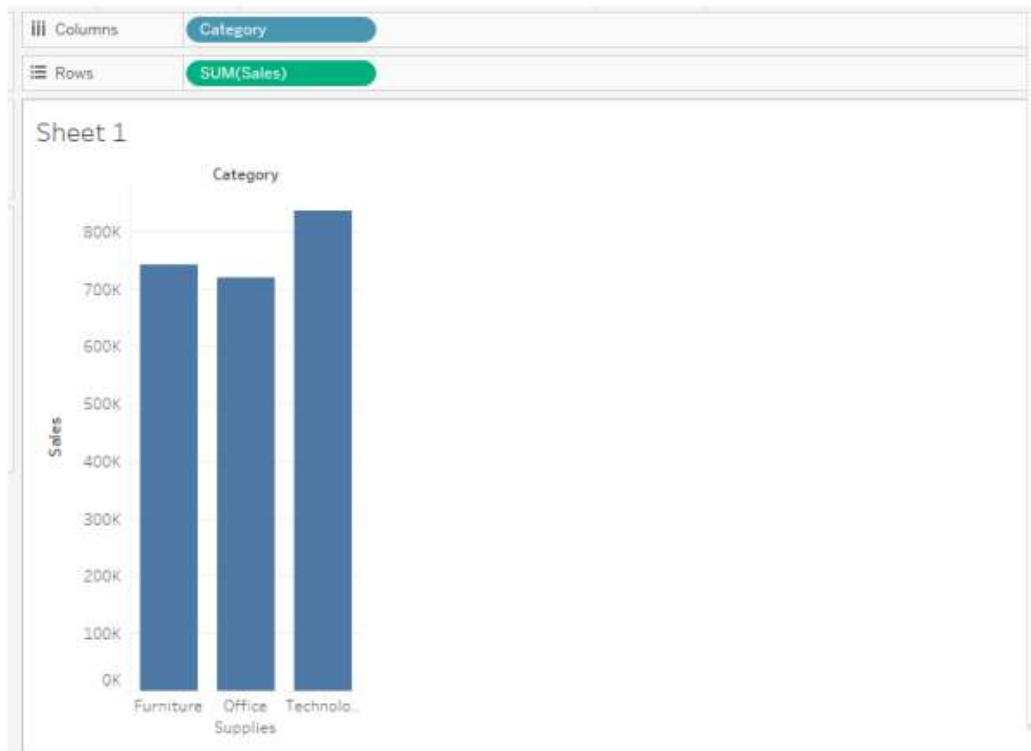 Columns
Category
Rows
SUM(Sales)
Sheet 1
Category
800K
700K
600K
500K
400K
300K
200K
100K
0K
Sales
Furniture
Office
Supplies
Technolo..